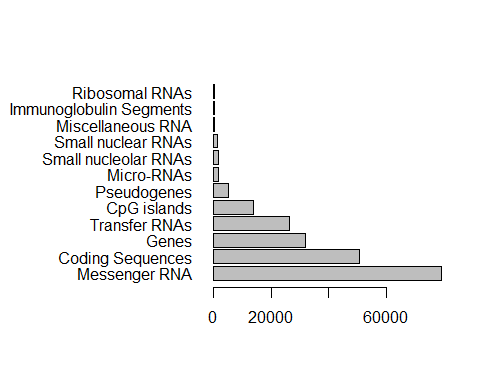 Ribosomal RNAs
Immunoglobulin Segments
Miscellaneous RNA
Small nuclear RNAs
Small nucleolar RNAs
Micro-RNAs
Pseudogenes
CpG islands
Transfer RNAs
Genes
Coding Sequences
Messenger RNA
0 20000 60000